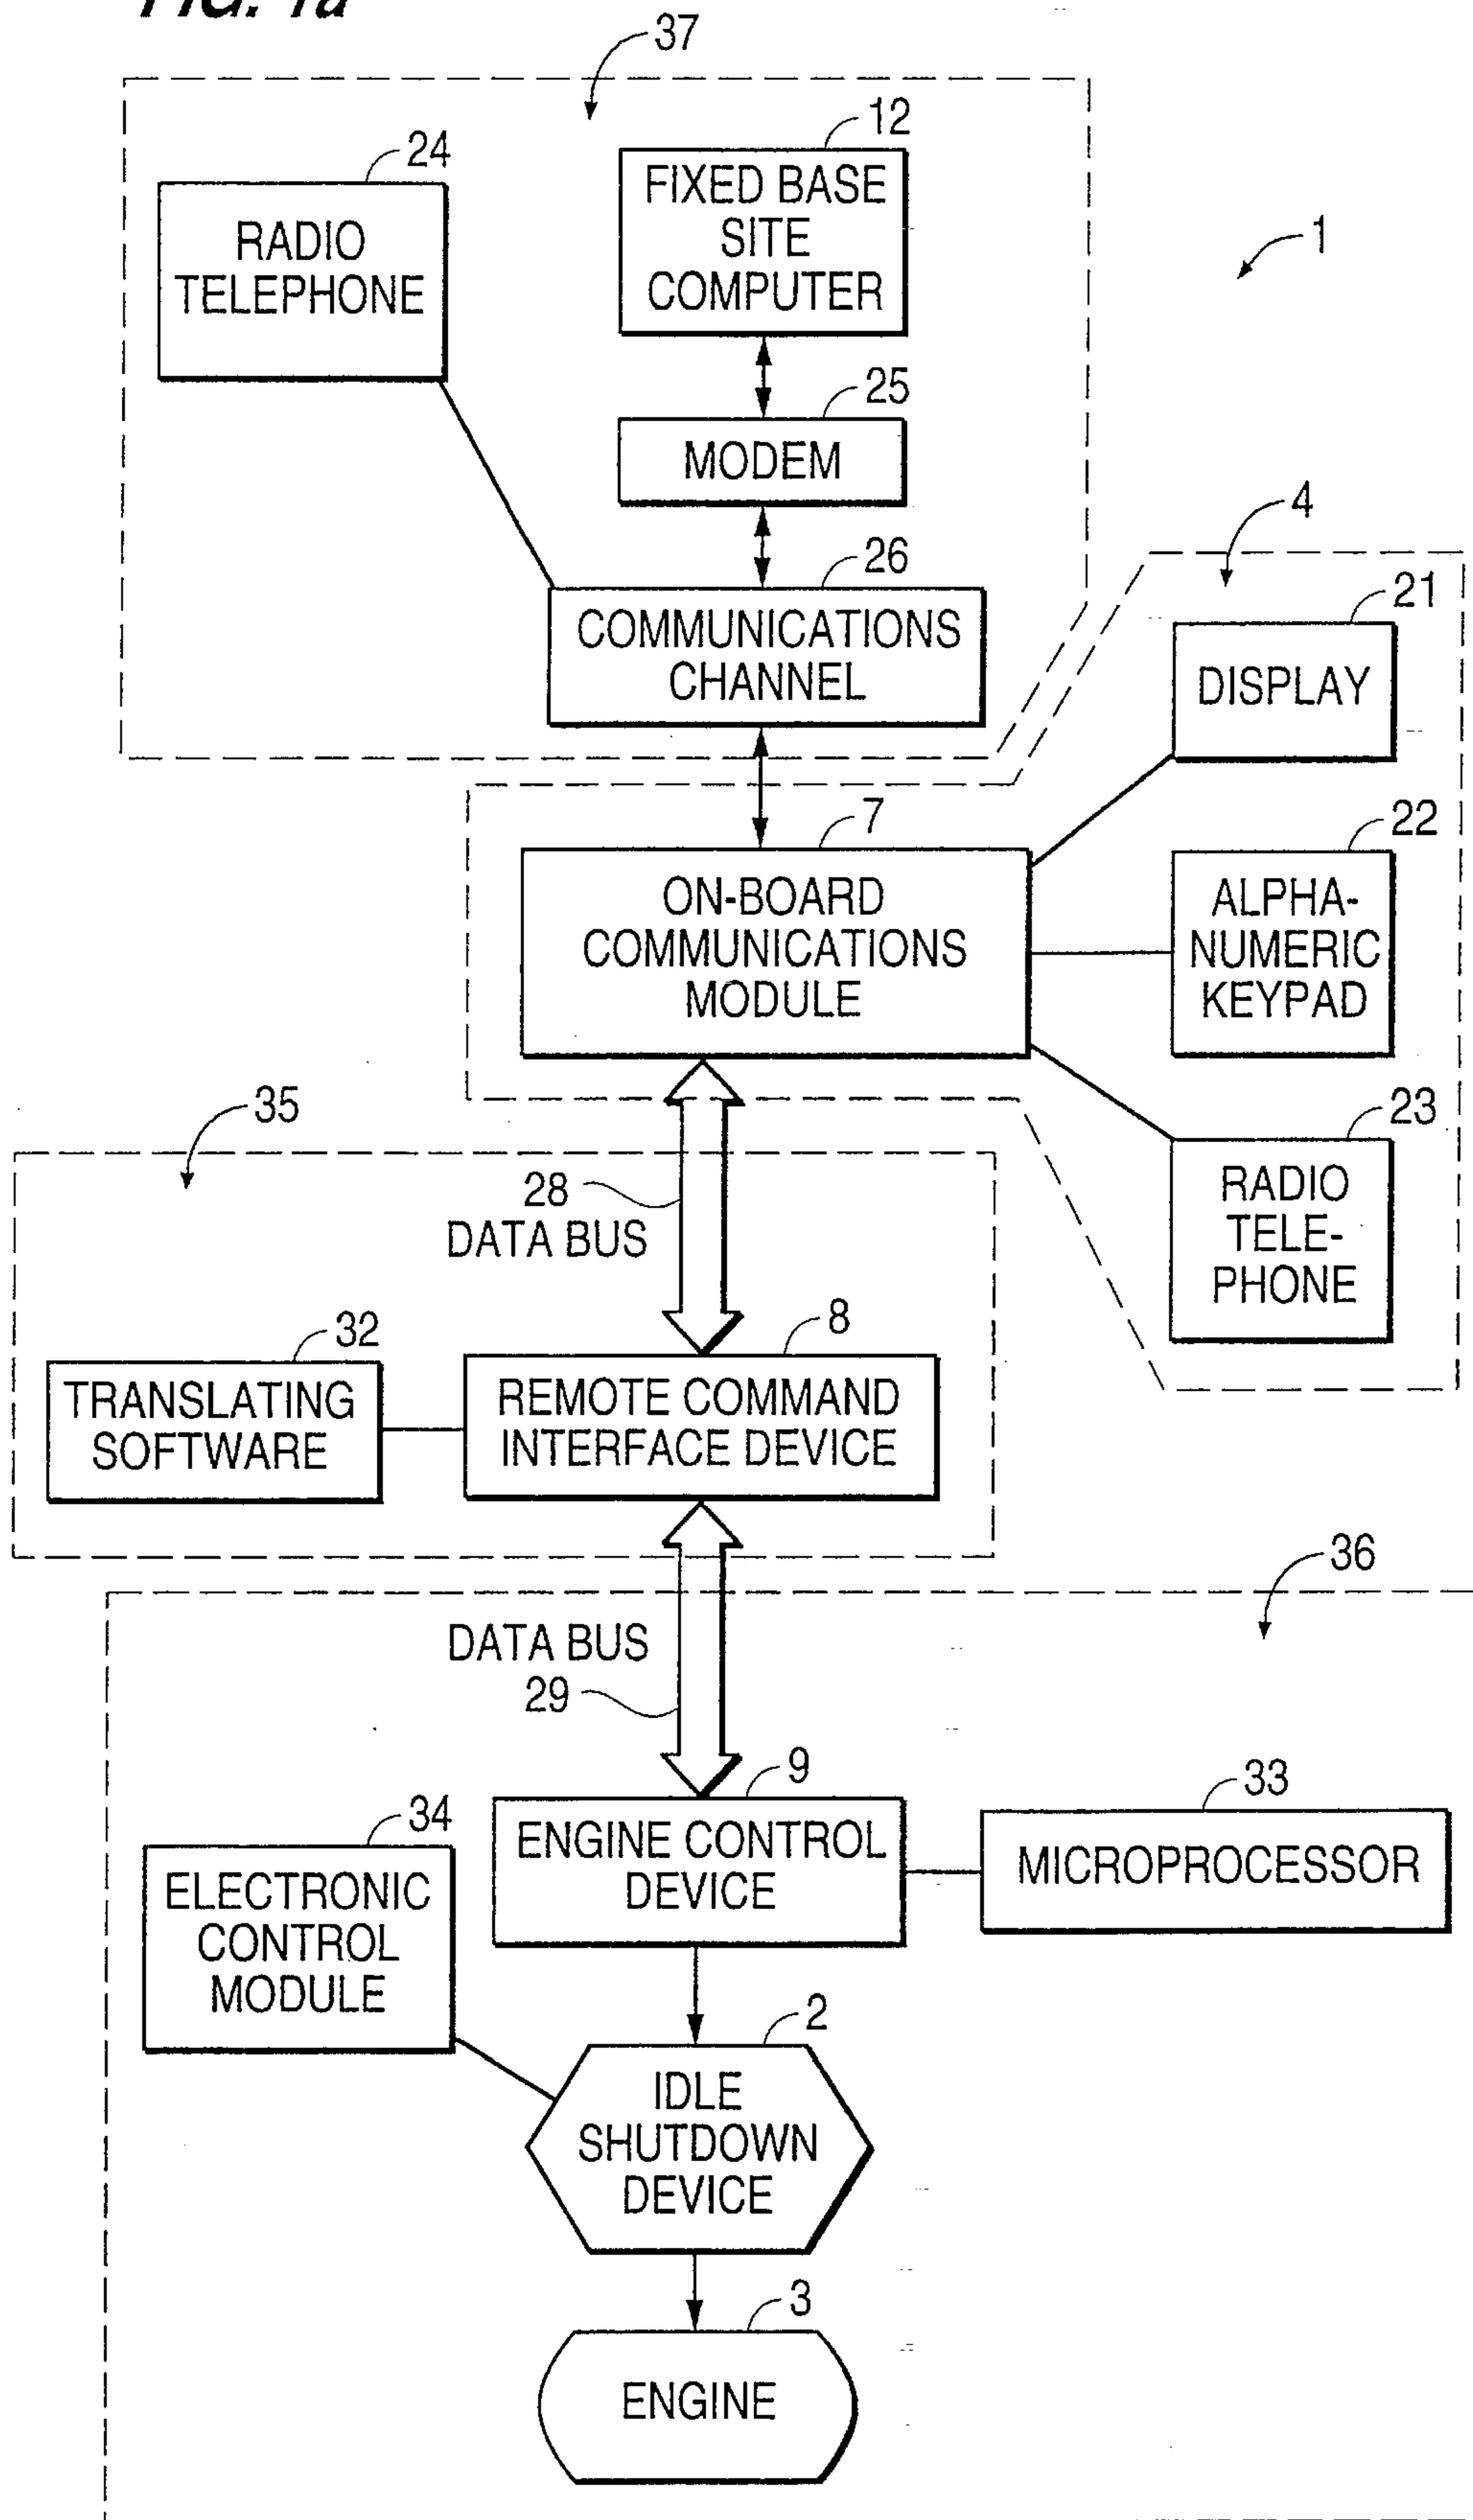 FIG. 1a
37
12
24
FIXED BASE
SITE
COMPUTER
RADIO
TELEPHONE
1
25
MODEM
4
26
21
COMMUNICATIONS
CHANNEL
DISPLAY
7
22
ON-BOARD
COMMUNICATIONS
MODULE
ALPHA-
NUMERIC
KEYPAD
35
23
28
DATA BUS
RADIO
TELE-
PHONE
32
8
TRANSLATING
SOFTWARE
REMOTE COMMAND
INTERFACE DEVICE
36
DATA BUS
29
9
33
34
ENGINE CONTROL
DEVICE
MICROPROCESSOR
ELECTRONIC
CONTROL
MODULE
2
IDLE
SHUTDOWN
DEVICE
3
ENGINE